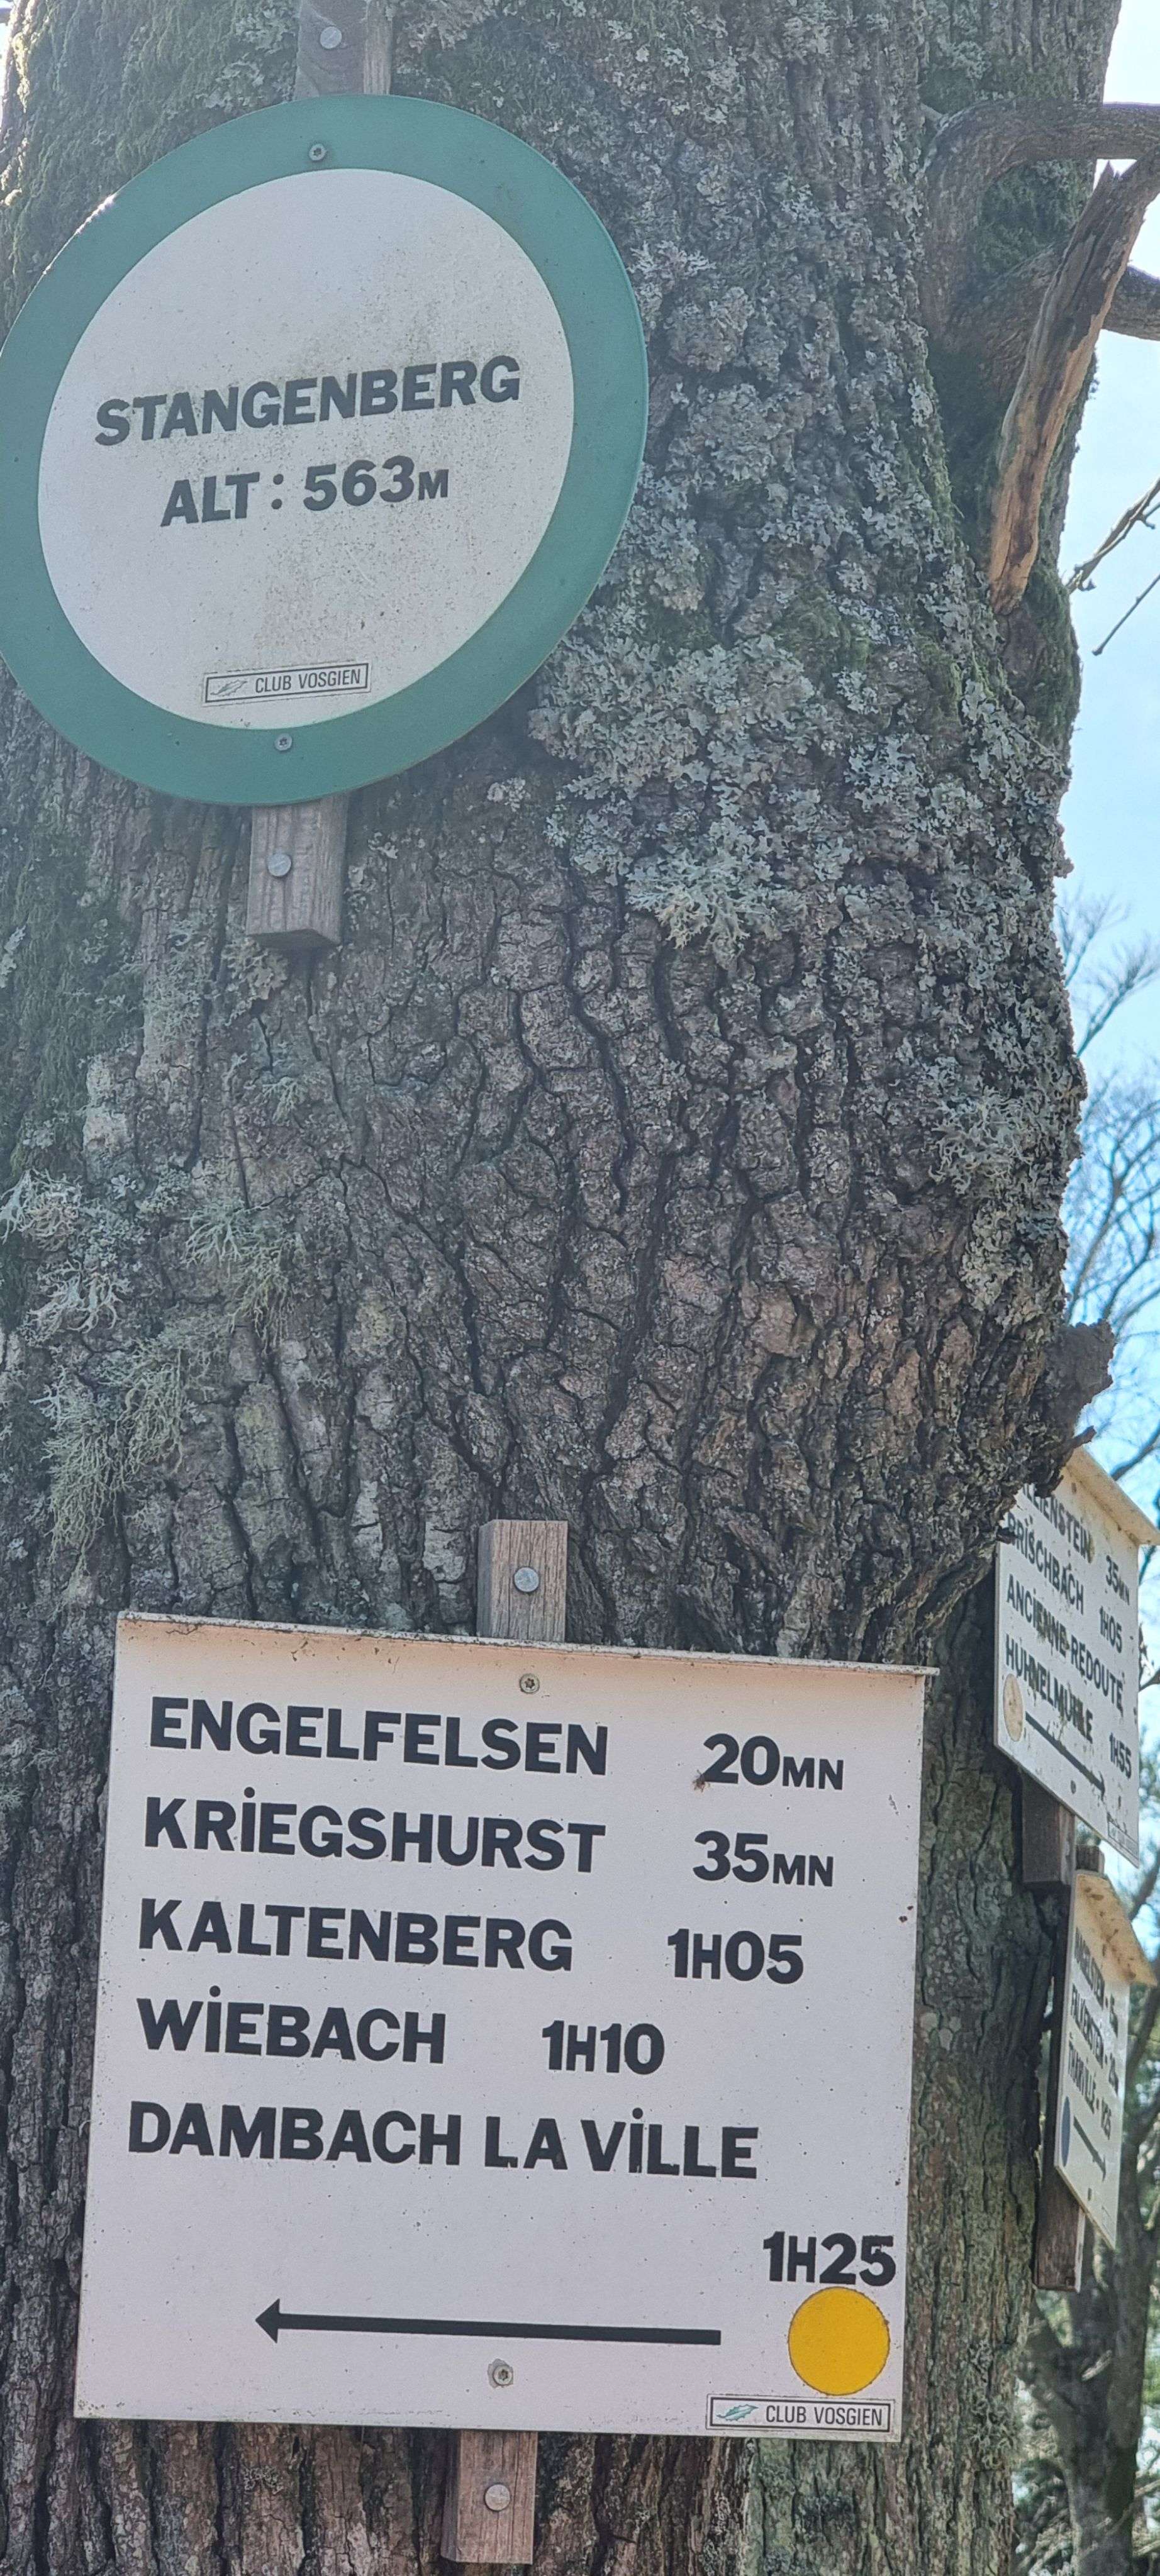 STANGENBERG
ALT : 563M
CLUB VOSGIEN
ENGELFELSEN 20MN
KRIEGSHURST 35MN
KALTENBERG 1H05
WIEBACH 1H10
DAMBACH LA VILLE
1H25
CLUB VOSGIEN
35MN
1H05
ANCIENNE REDOUTE
HUHNELMUHLE 1H55